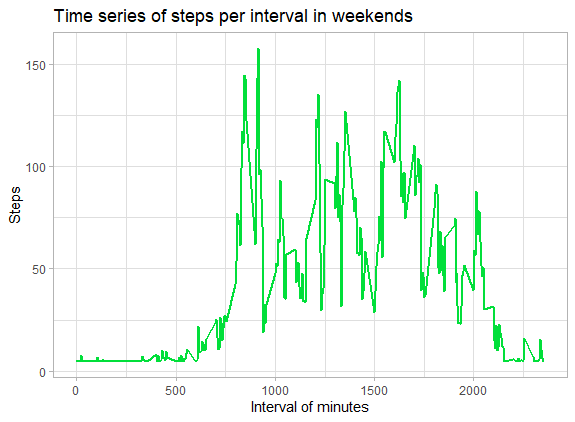 Time series of steps per interval in weekends
150
100
50
0
Steps
0 500 1000 1500 2000
Interval of minutes